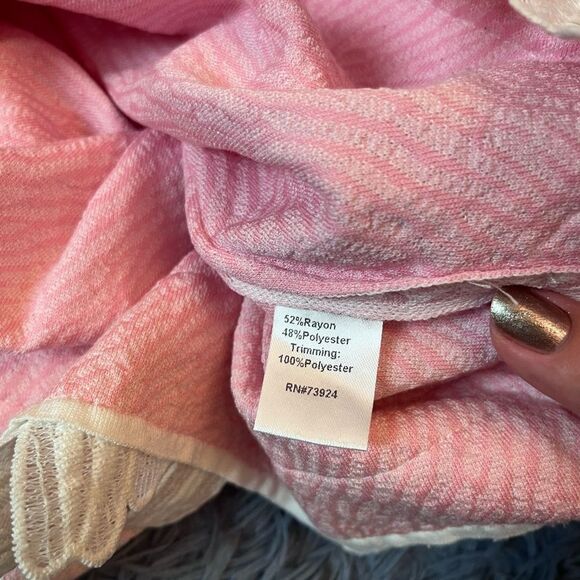 52%Rayon
48%Polyester
Trimming:
100%Polyester
RN#73924